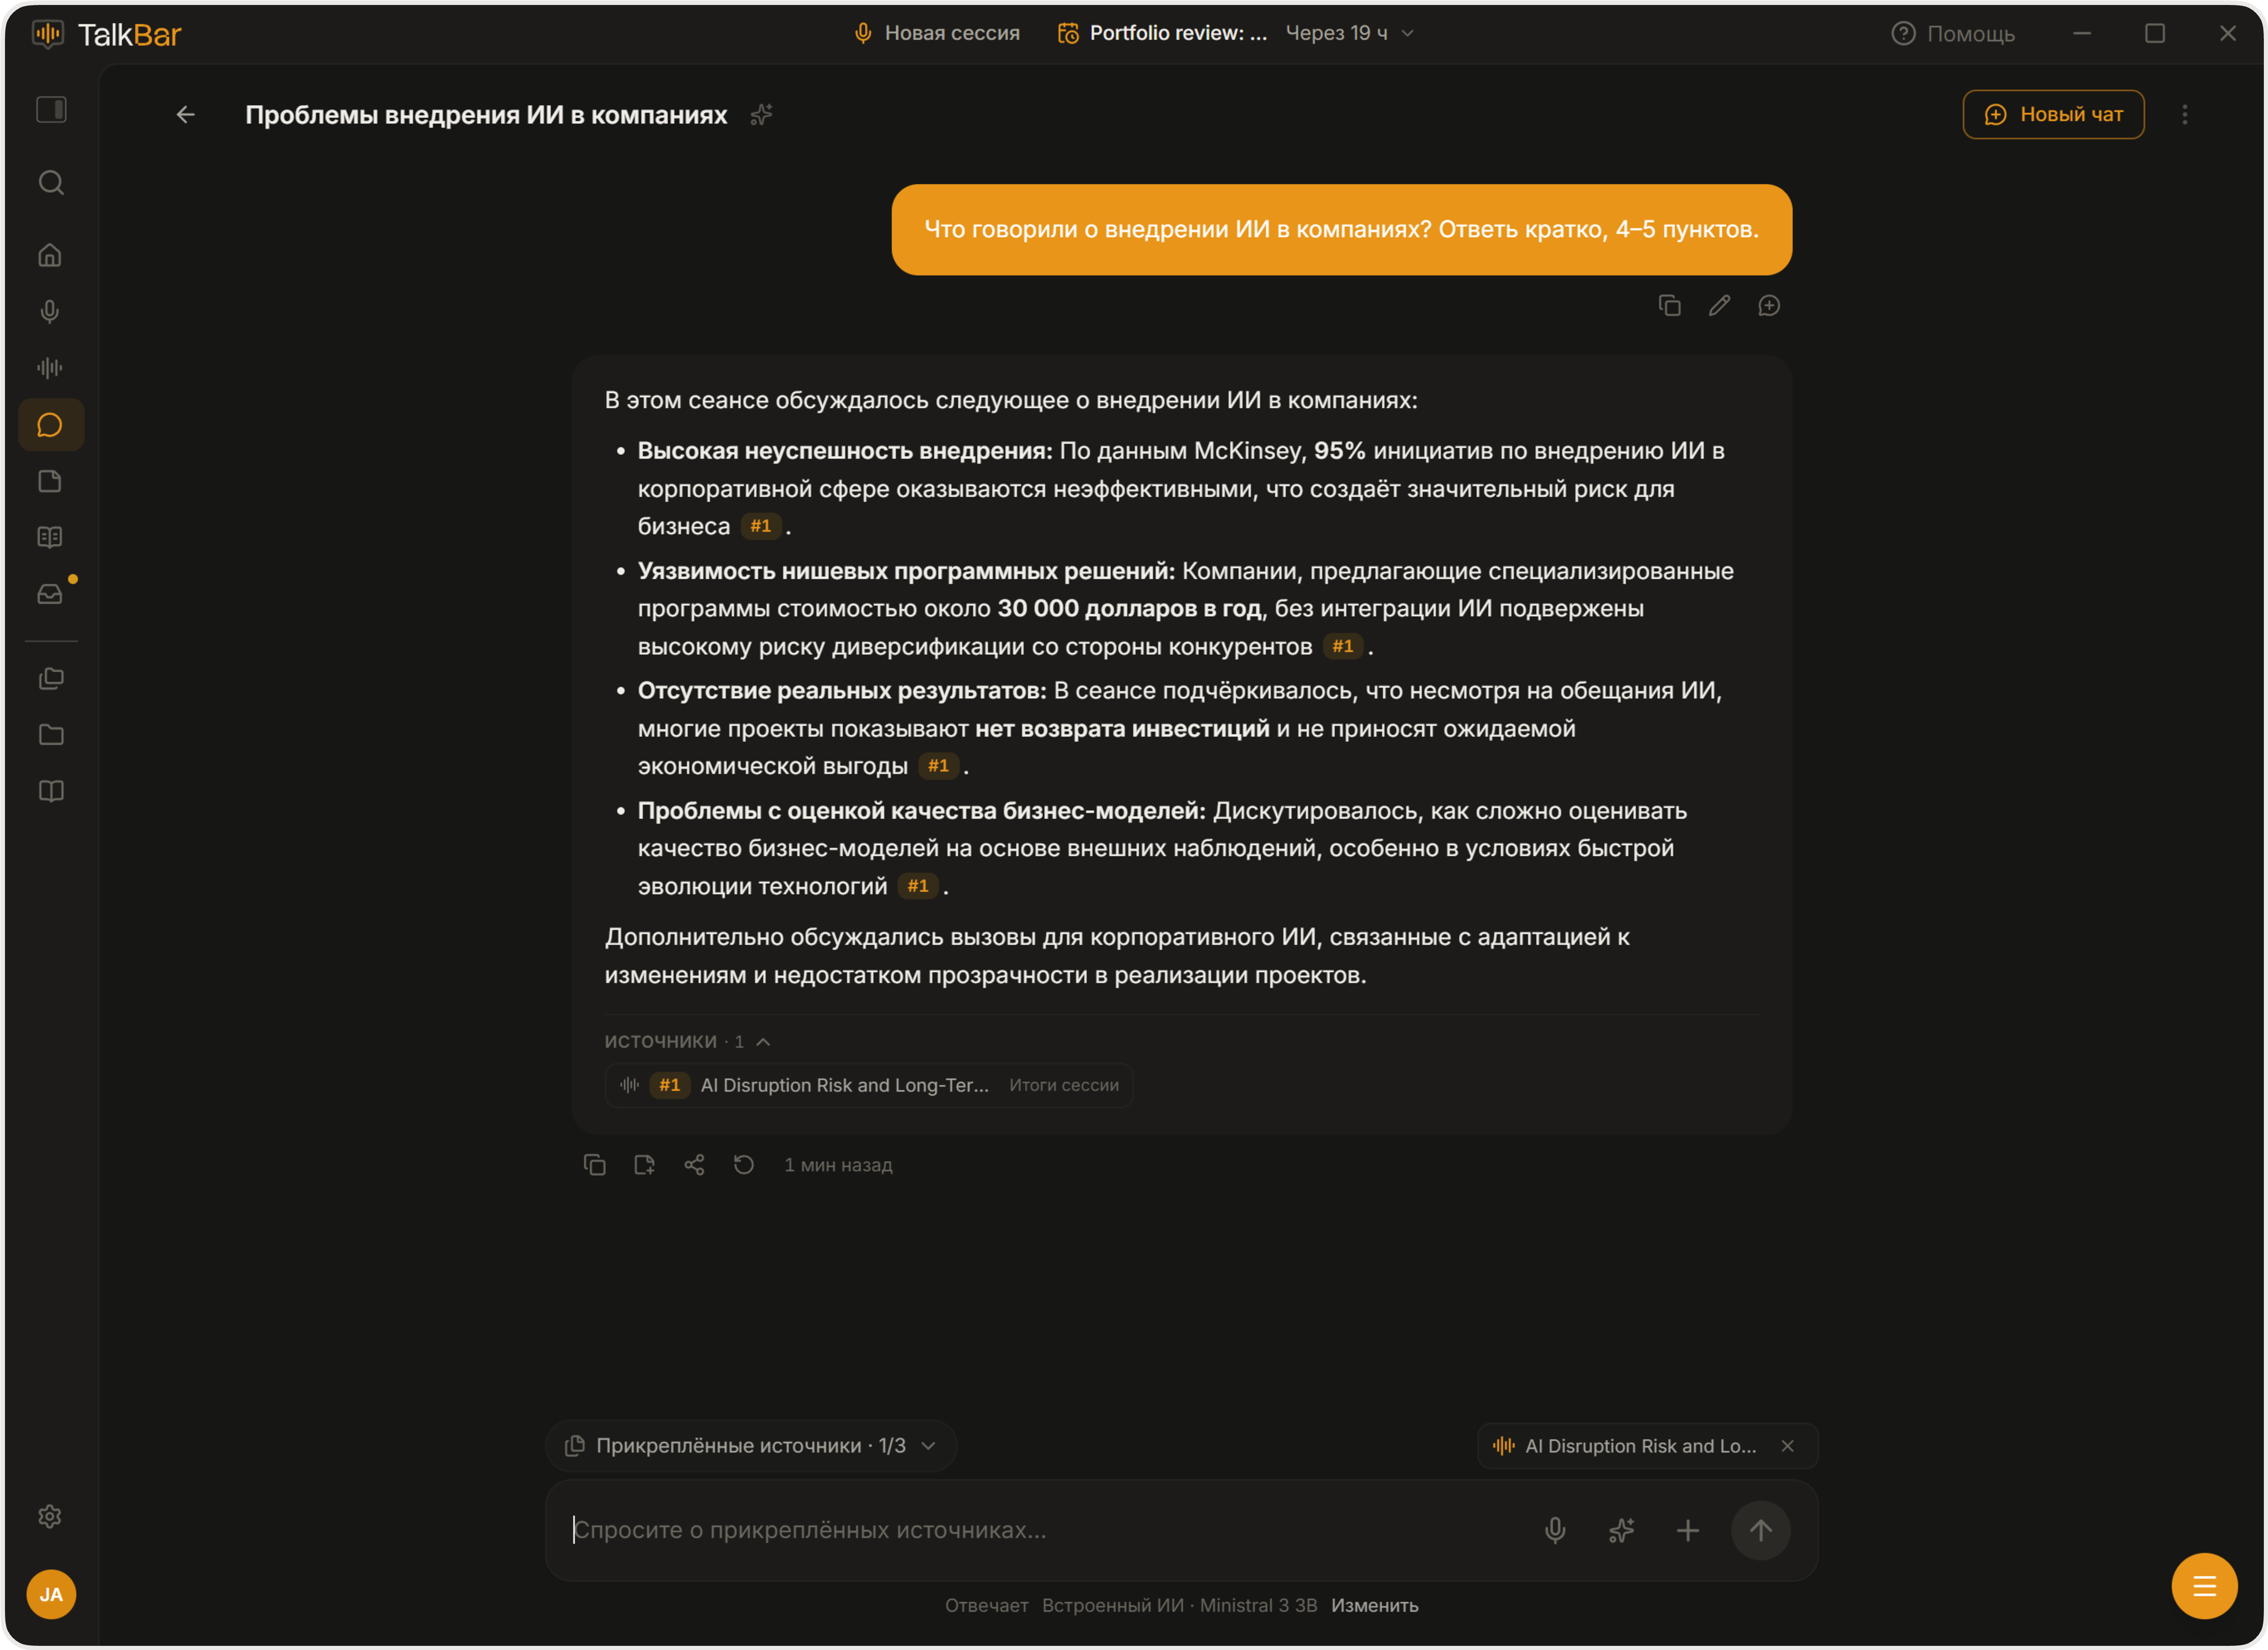 TalkBar
Новая сессия
Portfolio review: ...
Через 19 ч
Помощь
Проблемы внедрения ИИ в компаниях
Новый чат
Что говорили о внедрении ИИ в компаниях? Ответь кратко, 4–5 пунктов.
В этом сеансе обсуждалось следующее о внедрении ИИ в компаниях:
• Высокая неуспешность внедрения: По данным McKinsey, 95% инициатив по внедрению ИИ в
корпоративной сфере оказываются неэффективными, что создаёт значительный риск для
бизнеса #1 .
• Уязвимость нишевых программных решений: Компании, предлагающие специализированные
программы стоимостью около 30 000 долларов в год, без интеграции ИИ подвержены
высокому риску диверсификации со стороны конкурентов #1 .
• Отсутствие реальных результатов: В сеансе подчёркивалось, что несмотря на обещания ИИ,
многие проекты показывают нет возврата инвестиций и не приносят ожидаемой
экономической выгоды #1 .
• Проблемы с оценкой качества бизнес-моделей: Дискутировалось, как сложно оценивать
качество бизнес-моделей на основе внешних наблюдений, особенно в условиях быстрой
эволюции технологий #1 .
Дополнительно обсуждались вызовы для корпоративного ИИ, связанные с адаптацией к
изменениям и недостатком прозрачности в реализации проектов.
ИСТОЧНИКИ · 1
#1 AI Disruption Risk and Long-Ter... Итоги сессии
1 мин назад
Прикреплённые источники · 1/3
AI Disruption Risk and Lo...
Спросите о прикреплённых источниках...
Отвечает Встроенный ИИ · Ministral 3 3B Изменить
JA